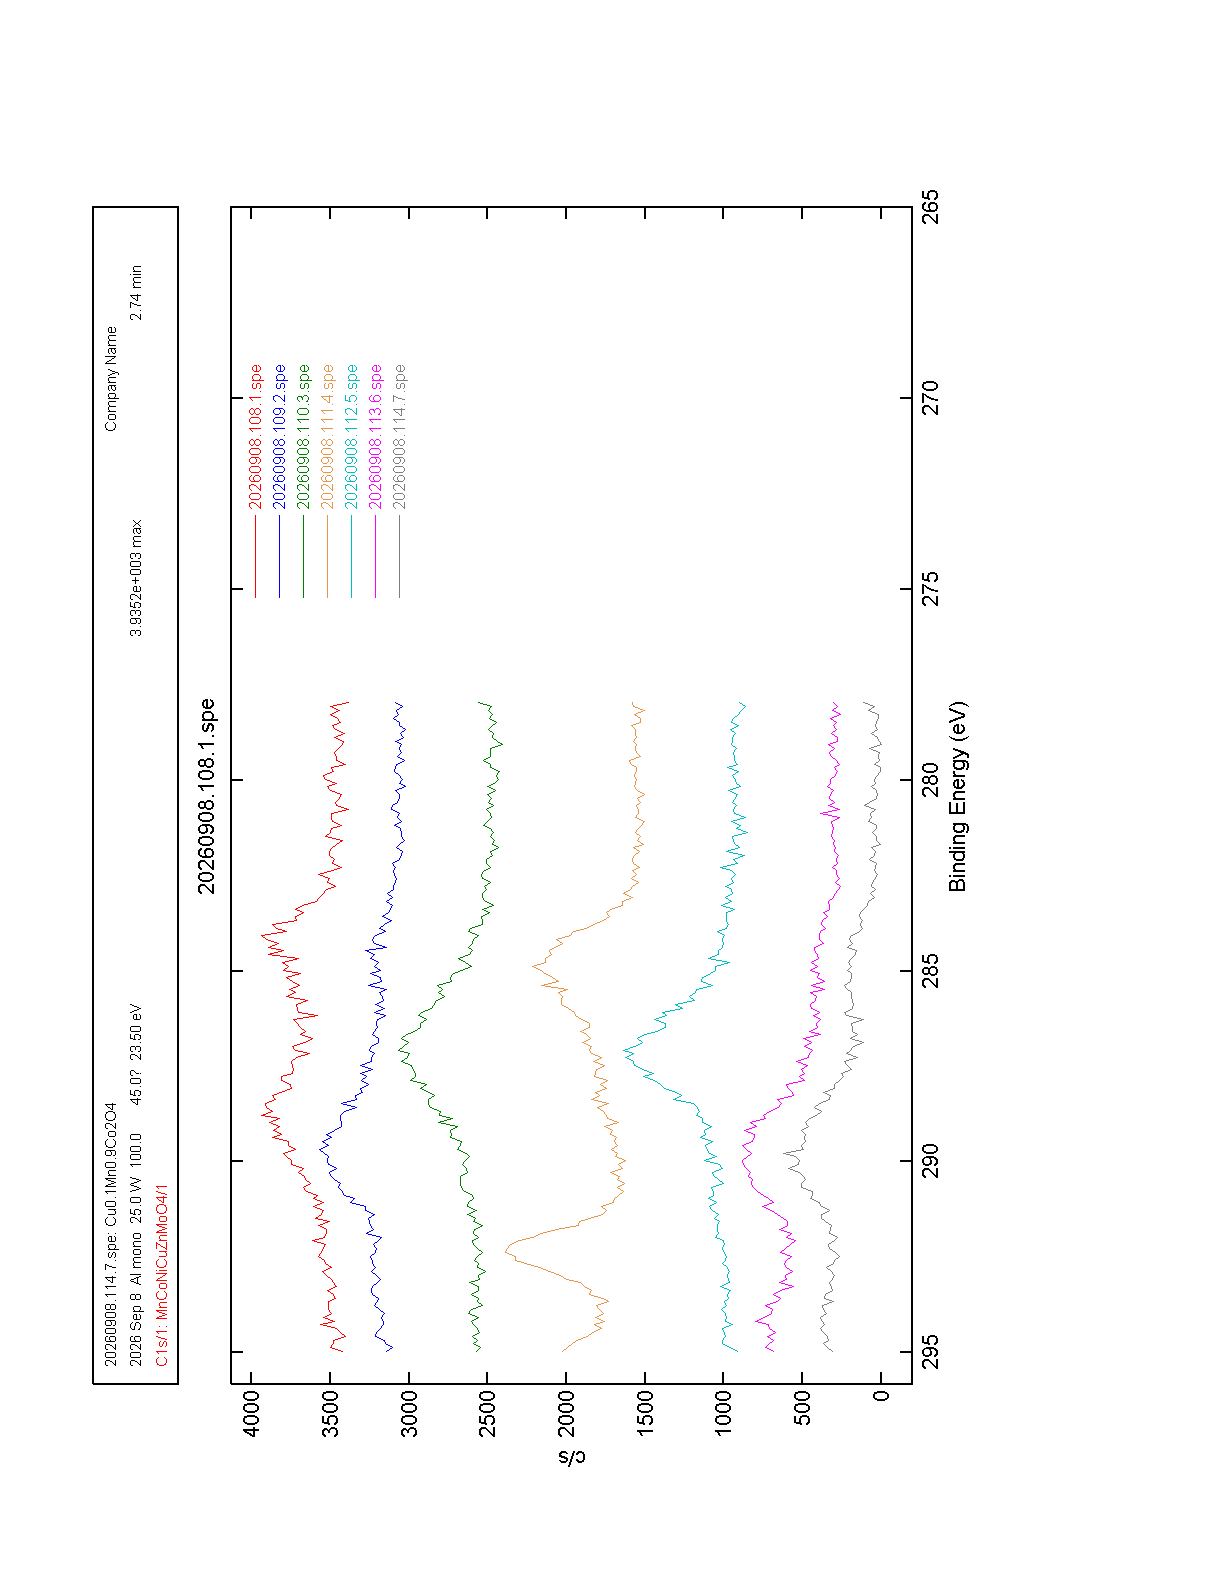 20260908.114.7.spe: Cu0.1Mn0.9Co2O4 Company Name
2026 Sep 8 Al mono 25.0 W 100.0 45.0? 23.50 eV 3.9352e+003 max 2.74 min
C1s/1: MnCoNiCuZnMoO4/1
20260908.108.1.spe
4000
3500
3000
2500
2000
1500
1000
500
0
c/s
20260908.108.1.spe
20260908.109.2.spe
20260908.110.3.spe
20260908.111.4.spe
20260908.112.5.spe
20260908.113.6.spe
20260908.114.7.spe
295 290 285 280 275 270 265
Binding Energy (eV)